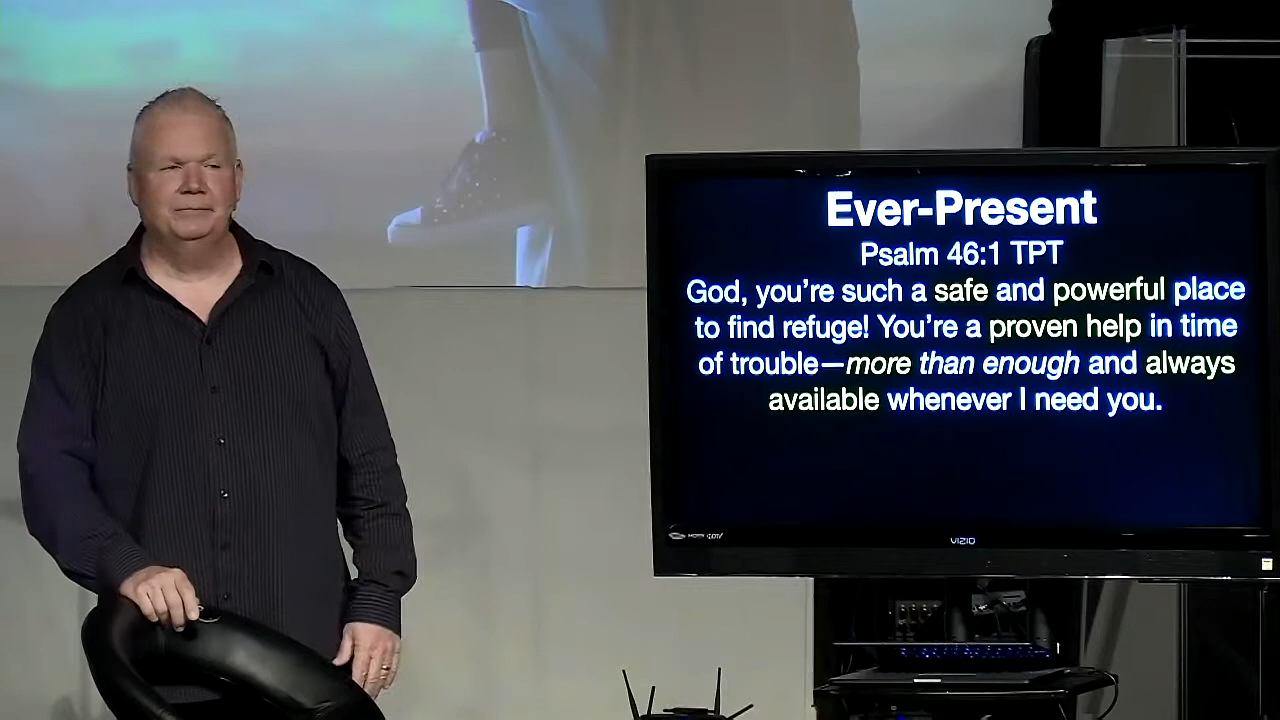 Ever-Present
Psalm 46:1 TPT
God, you're such a safe and powerful place
to find refuge! You're a proven help in time
of trouble—more than enough and always
available whenever I need you.
VIZIO